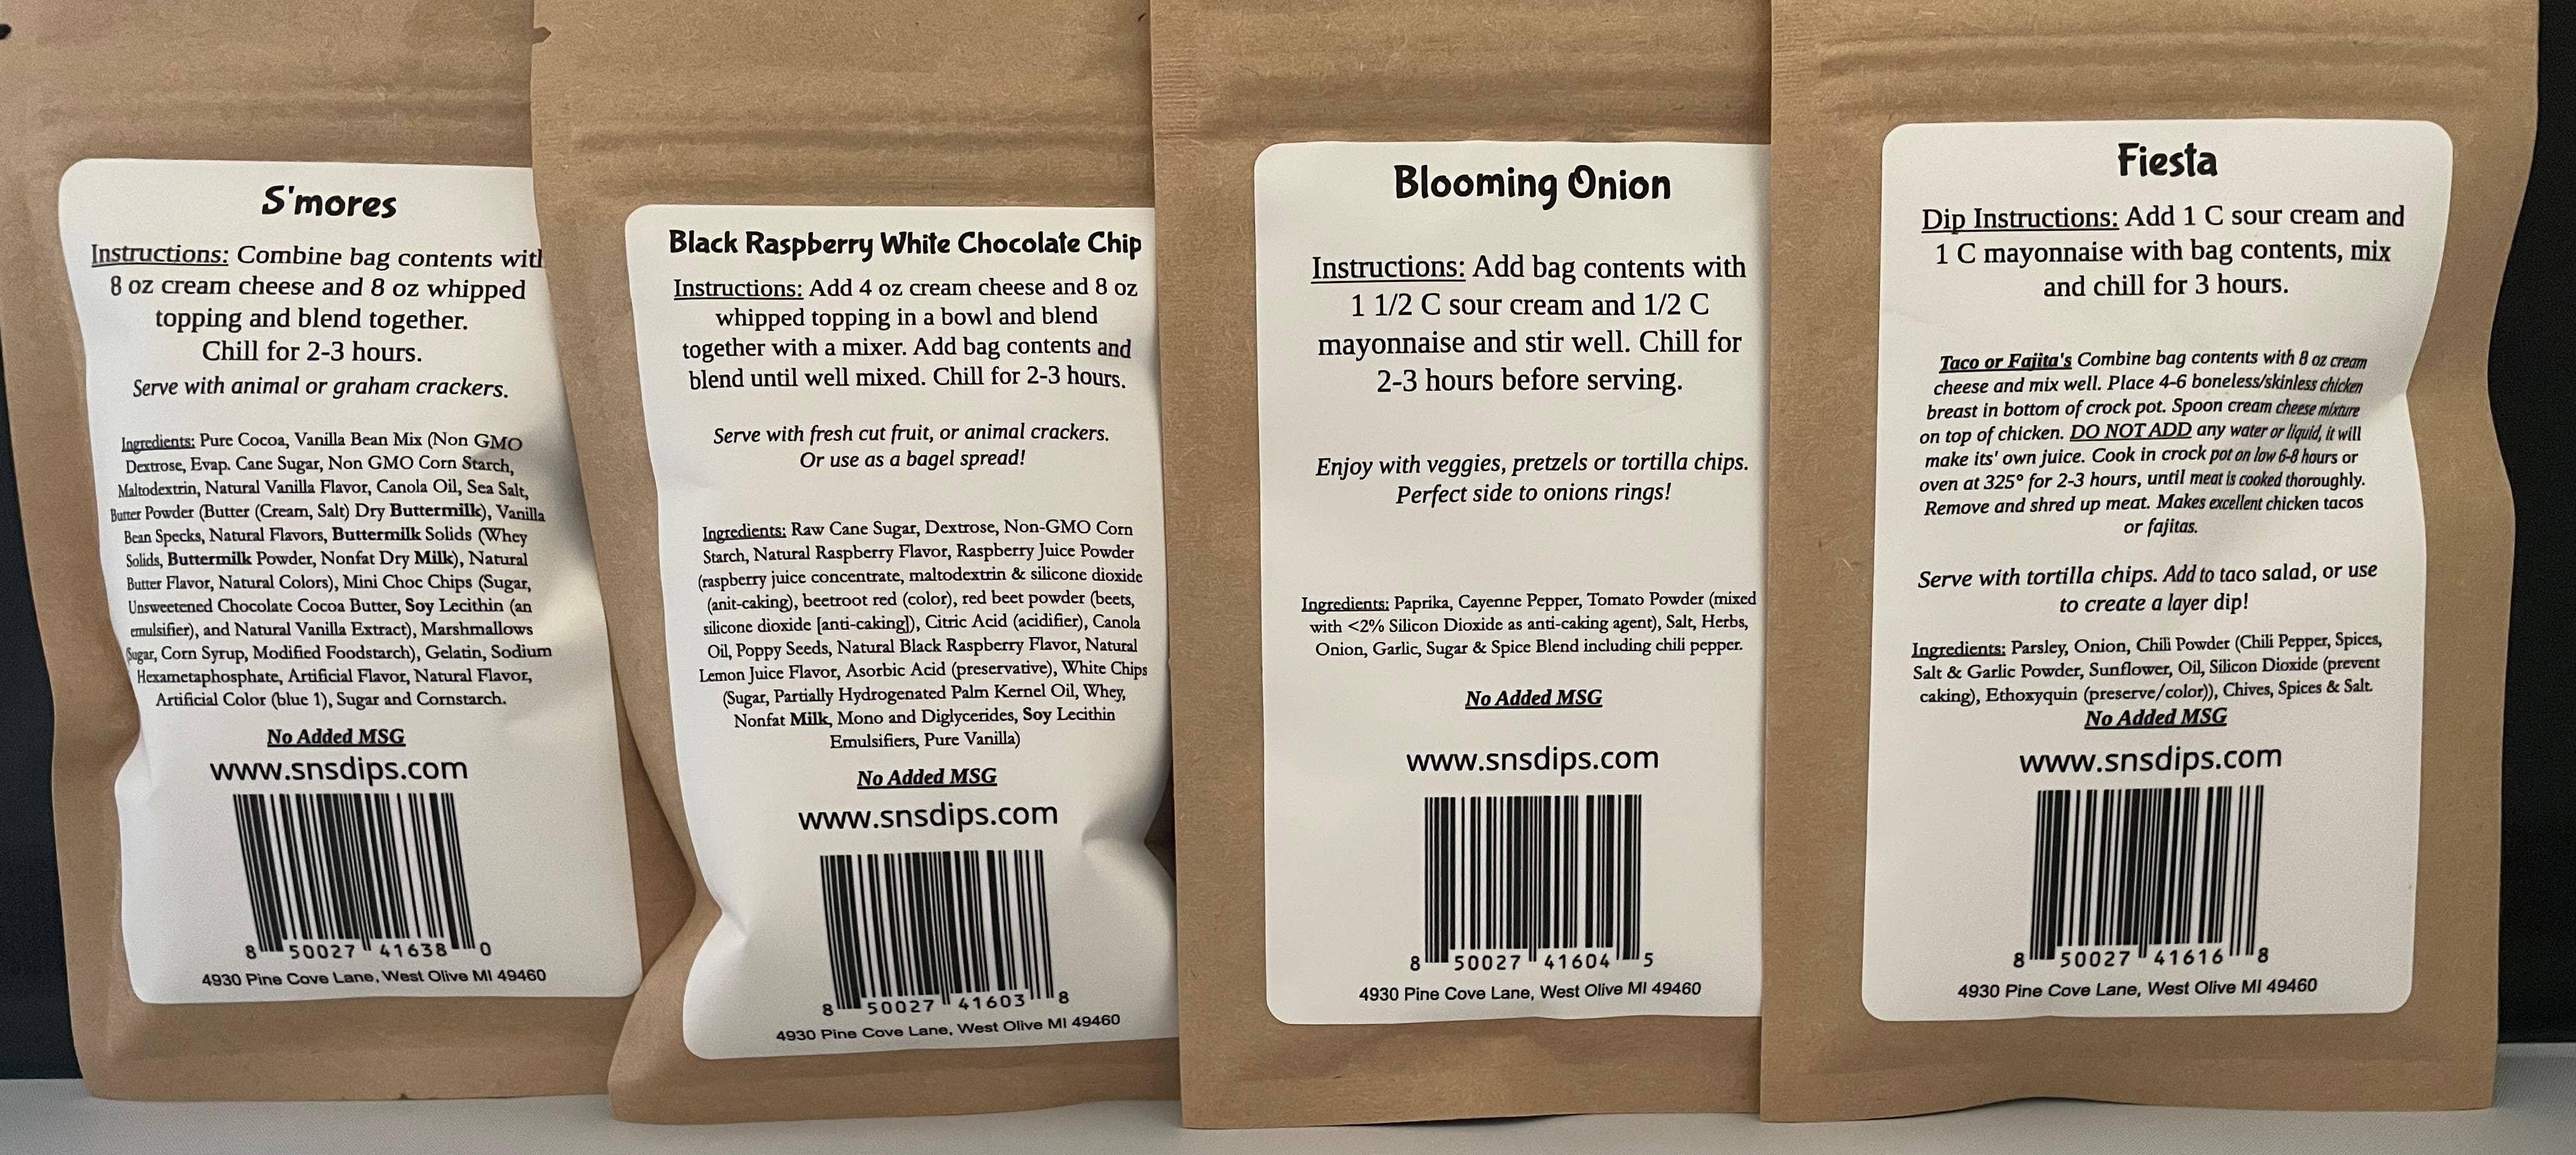 S'mores
Instructions: Combine bag contents with
8 oz cream cheese and 8 oz whipped
topping and blend together.
Chill for 2-3 hours.
Serve with animal or graham crackers.
Ingredients: Pure Cocoa, Vanilla Bean Mix (Non GMO
Dextrose, Evap. Cane Sugar, Non GMO Corn Starch,
Maltodextrin, Natural Vanilla Flavor, Canola Oil, Sea Salt,
Butter Powder (Butter (Cream, Salt) Dry Buttermilk), Vanilla
Bean Specks, Natural Flavors, Buttermilk Solids (Whey
Solids, Buttermilk Powder, Nonfat Dry Milk), Natural
Butter Flavor, Natural Colors), Mini Choc Chips (Sugar,
Unsweetened Chocolate Cocoa Butter, Soy Lecithin (an
emulsifier), and Natural Vanilla Extract), Marshmallows
Sugar, Corn Syrup, Modified Foodstarch), Gelatin, Sodium
Hexametaphosphate, Artificial Flavor, Natural Flavor,
Artificial Color (blue 1), Sugar and Cornstarch.
No Added MSG
www.snsdips.com
8 50027 41638 0
4930 Pine Cove Lane, West Olive MI 49460
Black Raspberry White Chocolate Chip
Instructions: Add 4 oz cream cheese and 8 oz
whipped topping in a bowl and blend
together with a mixer. Add bag contents and
blend until well mixed. Chill for 2-3 hours.
Serve with fresh cut fruit, or animal crackers.
Or use as a bagel spread!
Ingredients: Raw Cane Sugar, Dextrose, Non-GMO Corn
Starch, Natural Raspberry Flavor, Raspberry Juice Powder
(raspberry juice concentrate, maltodextrin & silicone dioxide
(anit-caking), beetroot red (color), red beet powder (beets,
silicone dioxide [anti-caking]), Citric Acid (acidifier), Canola
Oil, Poppy Seeds, Natural Black Raspberry Flavor, Natural
Lemon Juice Flavor, Asorbic Acid (preservative), White Chips
(Sugar, Partially Hydrogenated Palm Kernel Oil, Whey,
Nonfat Milk, Mono and Diglycerides, Soy Lecithin
Emulsifiers, Pure Vanilla)
No Added MSG
www.snsdips.com
8 50027 41603 8
4930 Pine Cove Lane, West Olive MI 49460
Blooming Onion
Instructions: Add bag contents with
1 1/2 C sour cream and 1/2 C
mayonnaise and stir well. Chill for
2-3 hours before serving.
Enjoy with veggies, pretzels or tortilla chips.
Perfect side to onions rings!
Ingredients: Paprika, Cayenne Pepper, Tomato Powder (mixed
with <2% Silicon Dioxide as anti-caking agent), Salt, Herbs,
Onion, Garlic, Sugar & Spice Blend including chili pepper.
No Added MSG
www.snsdips.com
8 50027 41604 5
4930 Pine Cove Lane, West Olive MI 49460
Fiesta
Dip Instructions: Add 1 C sour cream and
1 C mayonnaise with bag contents, mix
and chill for 3 hours.
Taco or Fajita's Combine bag contents with 8 oz cream
cheese and mix well. Place 4-6 boneless/skinless chicken
breast in bottom of crock pot. Spoon cream cheese mixture
on top of chicken. DO NOT ADD any water or liquid, it will
make its' own juice. Cook in crock pot on low 6-8 hours or
oven at 325° for 2-3 hours, until meat is cooked thoroughly.
Remove and shred up meat. Makes excellent chicken tacos
or fajitas.
Serve with tortilla chips. Add to taco salad, or use
to create a layer dip!
Ingredients: Parsley, Onion, Chili Powder (Chili Pepper, Spices,
Salt & Garlic Powder, Sunflower, Oil, Silicon Dioxide (prevent
caking), Ethoxyquin (preserve/color)), Chives, Spices & Salt.
No Added MSG
www.snsdips.com
8 50027 41616 8
4930 Pine Cove Lane, West Olive MI 49460